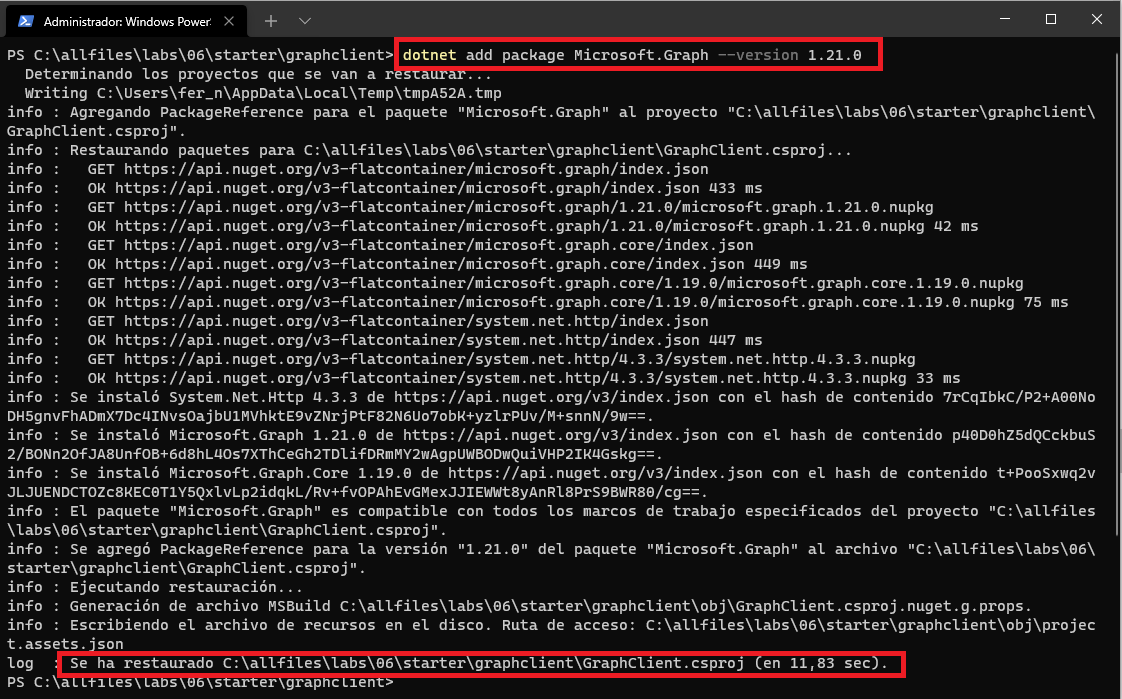 Administrador: Windows Power
PS C:\allfiles\labs\06\starter\graphclient> dotnet add package Microsoft.Graph --version 1.21.0
  Determinando los proyectos que se van a restaurar...
  Writing C:\Users\fer_n\AppData\Local\Temp\tmpA52A.tmp
info : Agregando PackageReference para el paquete "Microsoft.Graph" al proyecto "C:\allfiles\labs\06\starter\graphclient\
GraphClient.csproj".
info : Restaurando paquetes para C:\allfiles\labs\06\starter\graphclient\GraphClient.csproj...
info :   GET https://api.nuget.org/v3-flatcontainer/microsoft.graph/index.json
info :   OK https://api.nuget.org/v3-flatcontainer/microsoft.graph/index.json 433 ms
info :   GET https://api.nuget.org/v3-flatcontainer/microsoft.graph/1.21.0/microsoft.graph.1.21.0.nupkg
info :   OK https://api.nuget.org/v3-flatcontainer/microsoft.graph/1.21.0/microsoft.graph.1.21.0.nupkg 42 ms
info :   GET https://api.nuget.org/v3-flatcontainer/microsoft.graph.core/index.json
info :   OK https://api.nuget.org/v3-flatcontainer/microsoft.graph.core/index.json 449 ms
info :   GET https://api.nuget.org/v3-flatcontainer/microsoft.graph.core/1.19.0/microsoft.graph.core.1.19.0.nupkg
info :   OK https://api.nuget.org/v3-flatcontainer/microsoft.graph.core/1.19.0/microsoft.graph.core.1.19.0.nupkg 75 ms
info :   GET https://api.nuget.org/v3-flatcontainer/system.net.http/index.json
info :   OK https://api.nuget.org/v3-flatcontainer/system.net.http/index.json 447 ms
info :   GET https://api.nuget.org/v3-flatcontainer/system.net.http/4.3.3/system.net.http.4.3.3.nupkg
info :   OK https://api.nuget.org/v3-flatcontainer/system.net.http/4.3.3/system.net.http.4.3.3.nupkg 33 ms
info : Se instaló System.Net.Http 4.3.3 de https://api.nuget.org/v3/index.json con el hash de contenido 7rCqIbkC/P2+A00No
DH5gnvFhADmX7Dc4INvsOajbU1MVhktE9vZNrjPtF82N6Uo7obK+yzlrPUv/M+snnN/9w==.
info : Se instaló Microsoft.Graph 1.21.0 de https://api.nuget.org/v3/index.json con el hash de contenido p40D0hZ5dQCckbuS
2/BONn2OfJA8UnfOB+6d8hL4Os7XThCeGh2TDlifDRmMY2wAgpUWBODwQuiVHP2IK4Gskg==.
info : Se instaló Microsoft.Graph.Core 1.19.0 de https://api.nuget.org/v3/index.json con el hash de contenido t+PooSxwq2v
JLJUENDCTOZc8KEC0T1Y5QxlvLp2idqkL/Rv+fvOPAhEvGMexJJIEWWt8yAnRl8PrS9BWR80/cg==.
info : El paquete "Microsoft.Graph" es compatible con todos los marcos de trabajo especificados del proyecto "C:\allfiles
\labs\06\starter\graphclient\GraphClient.csproj".
info : Se agregó PackageReference para la versión "1.21.0" del paquete "Microsoft.Graph" al archivo "C:\allfiles\labs\06\
starter\graphclient\GraphClient.csproj".
info : Ejecutando restauración...
info : Generación de archivo MSBuild C:\allfiles\labs\06\starter\graphclient\obj\GraphClient.csproj.nuget.g.props.
info : Escribiendo el archivo de recursos en el disco. Ruta de acceso: C:\allfiles\labs\06\starter\graphclient\obj\projec
t.assets.json
log  : Se ha restaurado C:\allfiles\labs\06\starter\graphclient\GraphClient.csproj (en 11,83 sec).
PS C:\allfiles\labs\06\starter\graphclient>